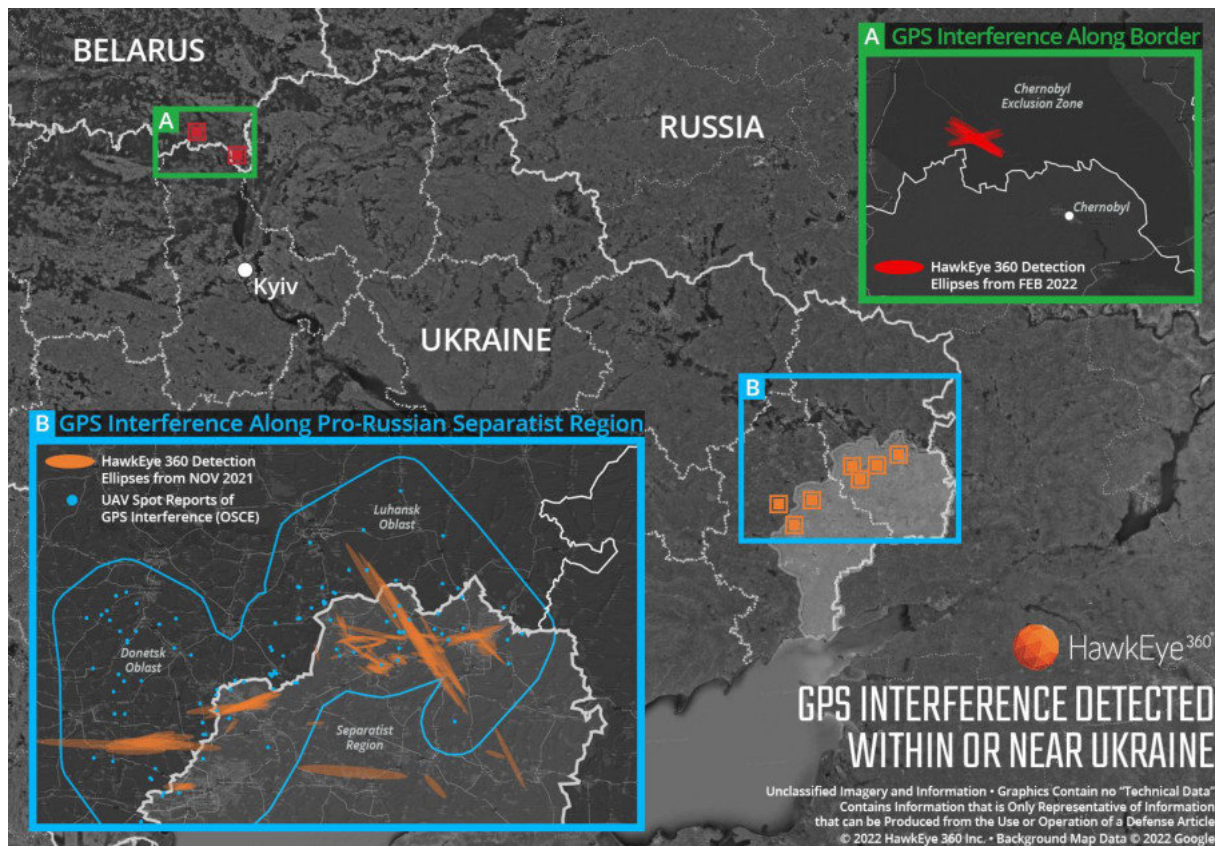 BELARUS
A
RUSSIA
Kyiv
UKRAINE
A GPS Interference Along Border
Chernobyl
Exclusion Zone
Chernobyl
HawkEye 360 Detection
Ellipses from FEB 2022
B
B GPS Interference Along Pro-Russian Separatist Region
HawkEye 360 Detection
Ellipses from NOV 2021
UAV Spot Reports of
GPS Interference (OSCE)
Luhansk
Oblast
Donetsk
Oblast
Separatist
Region
HawkEye360°
GPS INTERFERENCE DETECTED
WITHIN OR NEAR UKRAINE
Unclassified Imagery and Information • Graphics Contain no "Technical Data"
Contains Information that is Only Representative of Information
that can be Produced from the Use or Operation of a Defense Article
© 2022 HawkEye 360 Inc. • Background Map Data © 2022 Google